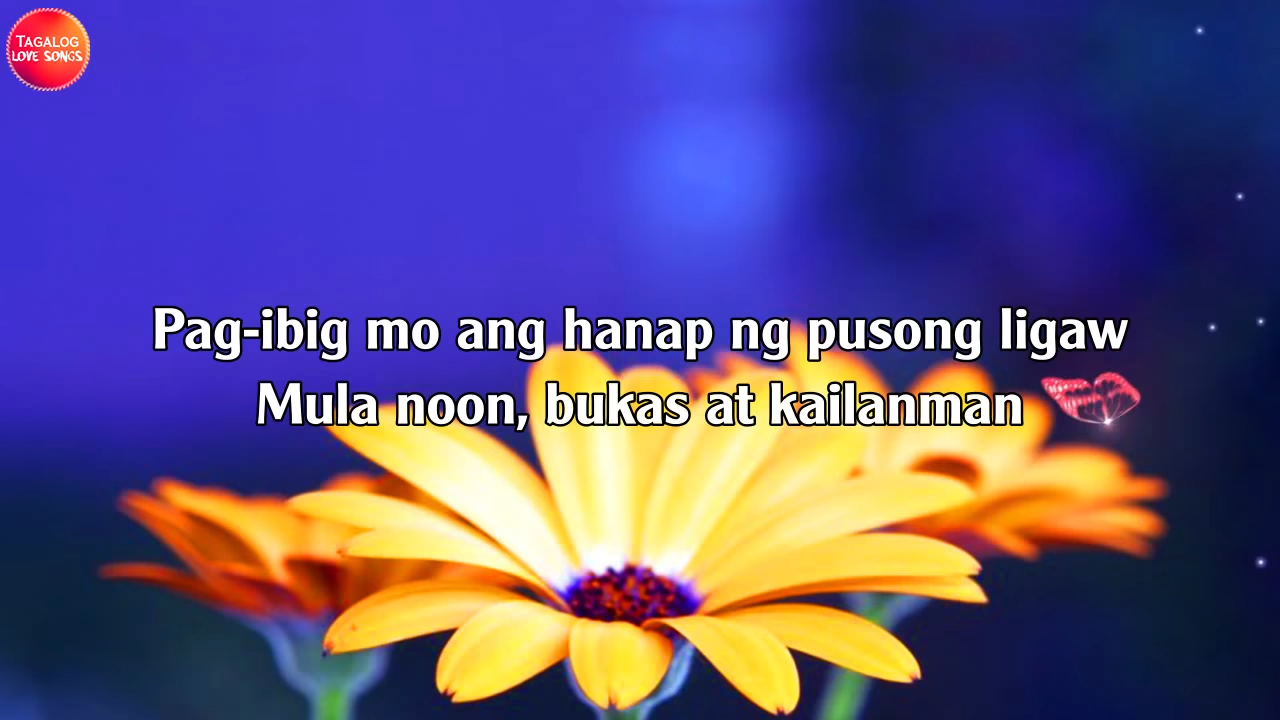 TAGALOG
LOVE SONGS
Pag-ibig mo ang hanap ng pusong ligaw
Mula noon, bukas at kailanman